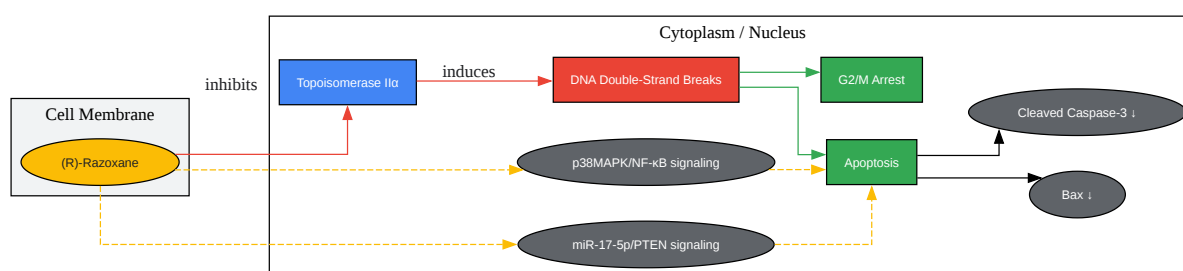 Cytoplasm / Nucleus
inhibits
Topoisomerase IIα
induces
DNA Double-Strand Breaks
G2/M Arrest
Cell Membrane
Cleaved Caspase-3 ↓
(R)-Razoxane
p38MAPK/NF-κB signaling
Apoptosis
Bax ↓
miR-17-5p/PTEN signaling